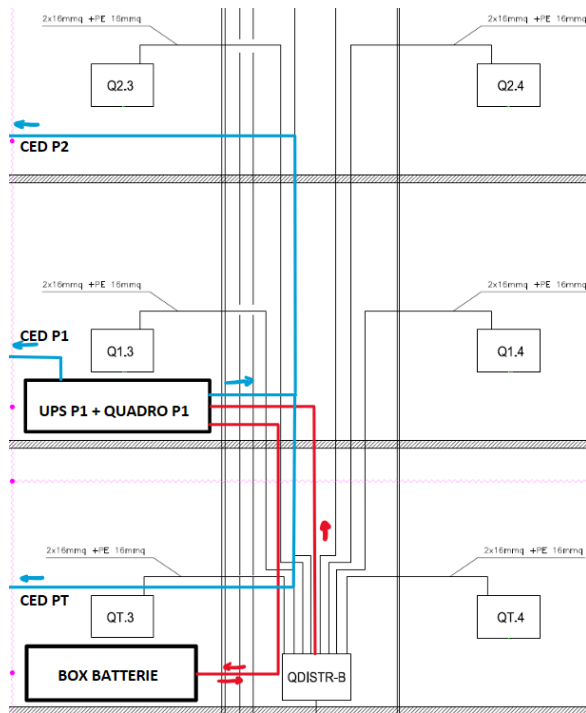 2x16mmq +PE 16mmq
2x16mmq +PE 16mmq
Q2.3
Q2.4
CED P2
2x16mmq +PE 16mmq
2x16mmq +PE 16mmq
CED P1
Q1.3
Q1.4
UPS P1 + QUADRO P1
2x16mmq +PE 16mmq
2x16mmq +PE 16mmq
CED PT
QT.3
QT.4
BOX BATTERIE
QDISTR-B